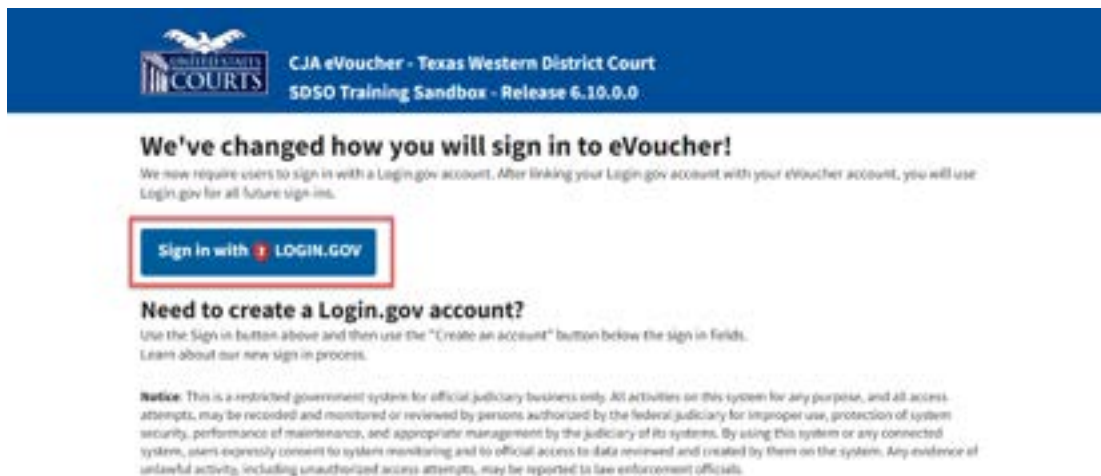 UNITED STATES
COURTS
CJA eVoucher - Texas Western District Court
SDSO Training Sandbox - Release 6.10.0.0
We've changed how you will sign in to eVoucher!
We now require users to sign in with a Login.gov account. After linking your Login.gov account with your eVoucher account, you will use
Login.gov for all future sign-ins.
Sign in with LOGIN.GOV
Need to create a Login.gov account?
Use the Sign in button above and then use the "Create an account" button below the sign in fields.
Learn about our new sign in process.
Notice: This is a restricted government system for official judiciary business only. All activities on this system for any purpose, and all access
attempts, may be recorded and monitored or reviewed by persons authorized by the federal judiciary for improper use, protection of system
security, performance of maintenance, and appropriate management by the judiciary of its systems. By using this system or any connected
system, users expressly consent to system monitoring and to official access to data reviewed and created by them on the system. Any evidence of
unlawful activity, including unauthorized access attempts, may be reported to law enforcement officials.